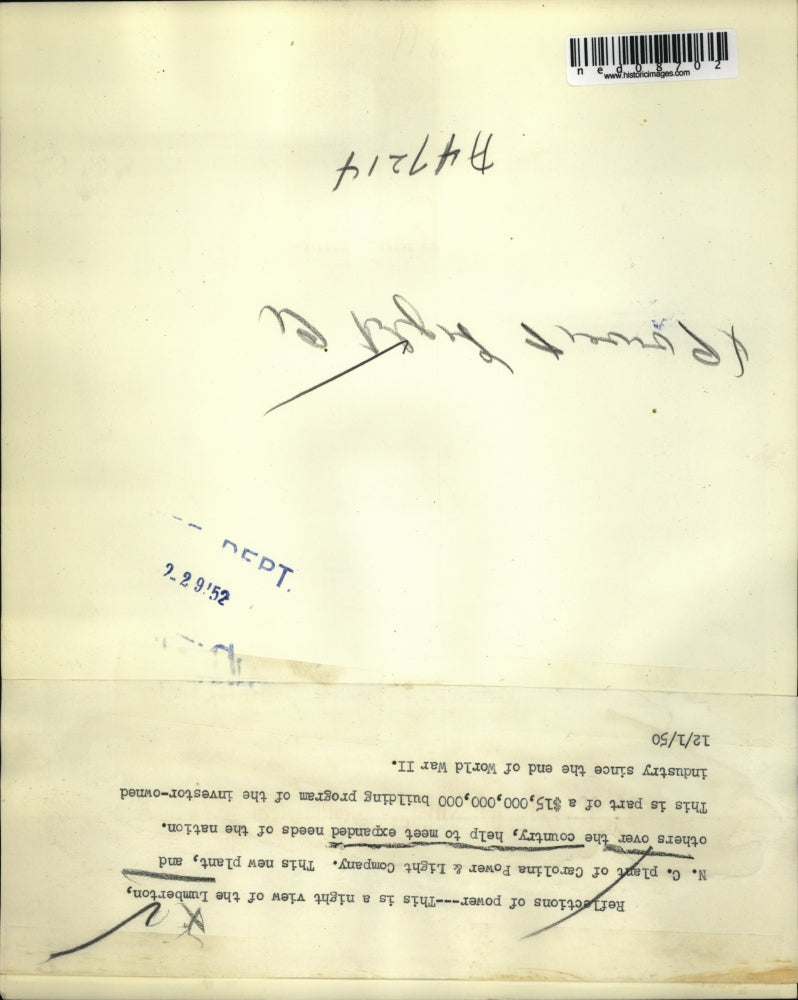 ned08702
www.historicimages.com
A47214
Power & Light Co
DEPT.
2-29'52
Reflections of power---This is a night view of the Lumberton,
N. C. plant of Carolina Power & Light Company. This new plant, and
others over the country, help to meet expanded needs of the nation.
This is part of a $15,000,000,000 building program of the investor-owned
industry since the end of World War II.
12/1/50